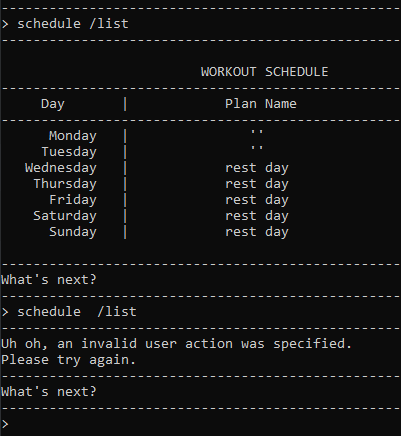 --------------------------------------------------
> schedule /list
--------------------------------------------------
WORKOUT SCHEDULE
--------------------------------------------------
Day | Plan Name
--------------------------------------------------
Monday | ''
Tuesday | ''
Wednesday | rest day
Thursday | rest day
Friday | rest day
Saturday | rest day
Sunday | rest day
--------------------------------------------------
What's next?
--------------------------------------------------
> schedule  /list
--------------------------------------------------
Uh oh, an invalid user action was specified.
Please try again.
--------------------------------------------------
What's next?
--------------------------------------------------
>